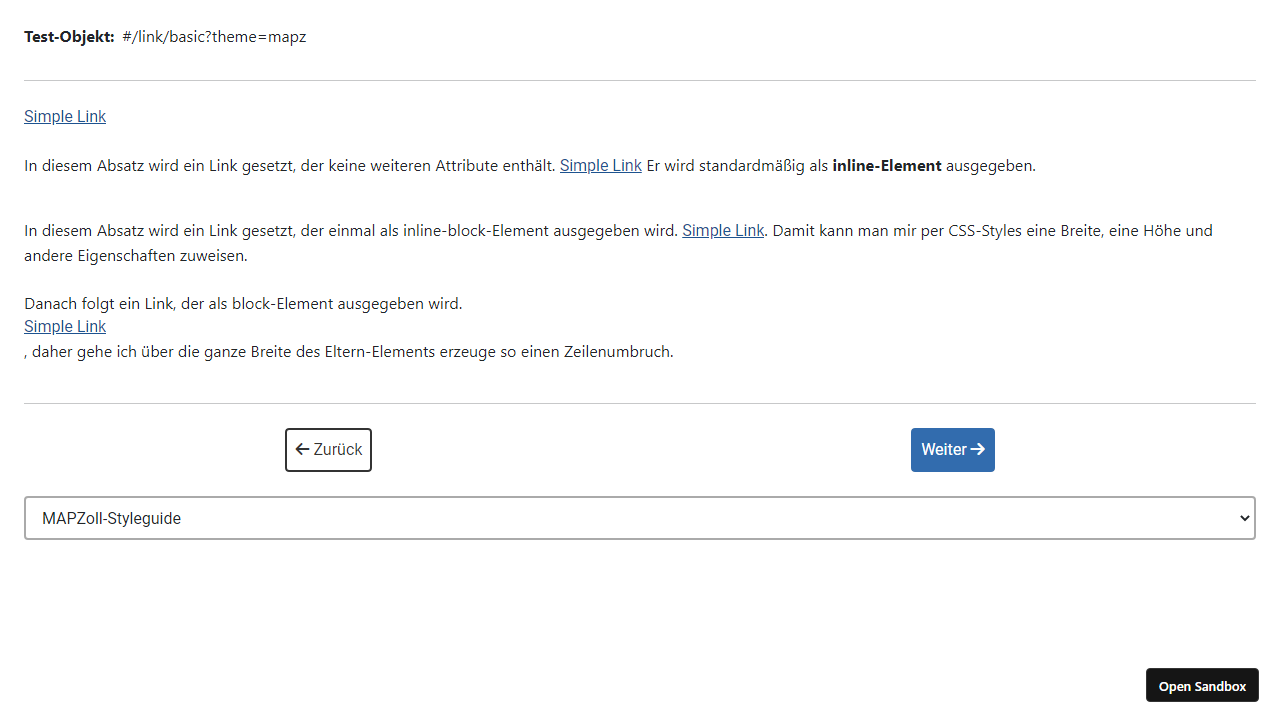 Test-Objekt: #/link/basic?theme=mapz
Simple Link
In diesem Absatz wird ein Link gesetzt, der keine weiteren Attribute enthält. Simple Link Er wird standardmäßig als inline-Element ausgegeben.
In diesem Absatz wird ein Link gesetzt, der einmal als inline-block-Element ausgegeben wird. Simple Link. Damit kann man mir per CSS-Styles eine Breite, eine Höhe und
andere Eigenschaften zuweisen.
Danach folgt ein Link, der als block-Element ausgegeben wird.
Simple Link
, daher gehe ich über die ganze Breite des Eltern-Elements erzeuge so einen Zeilenumbruch.
← Zurück
Weiter →
MAPZoll-Styleguide
Open Sandbox